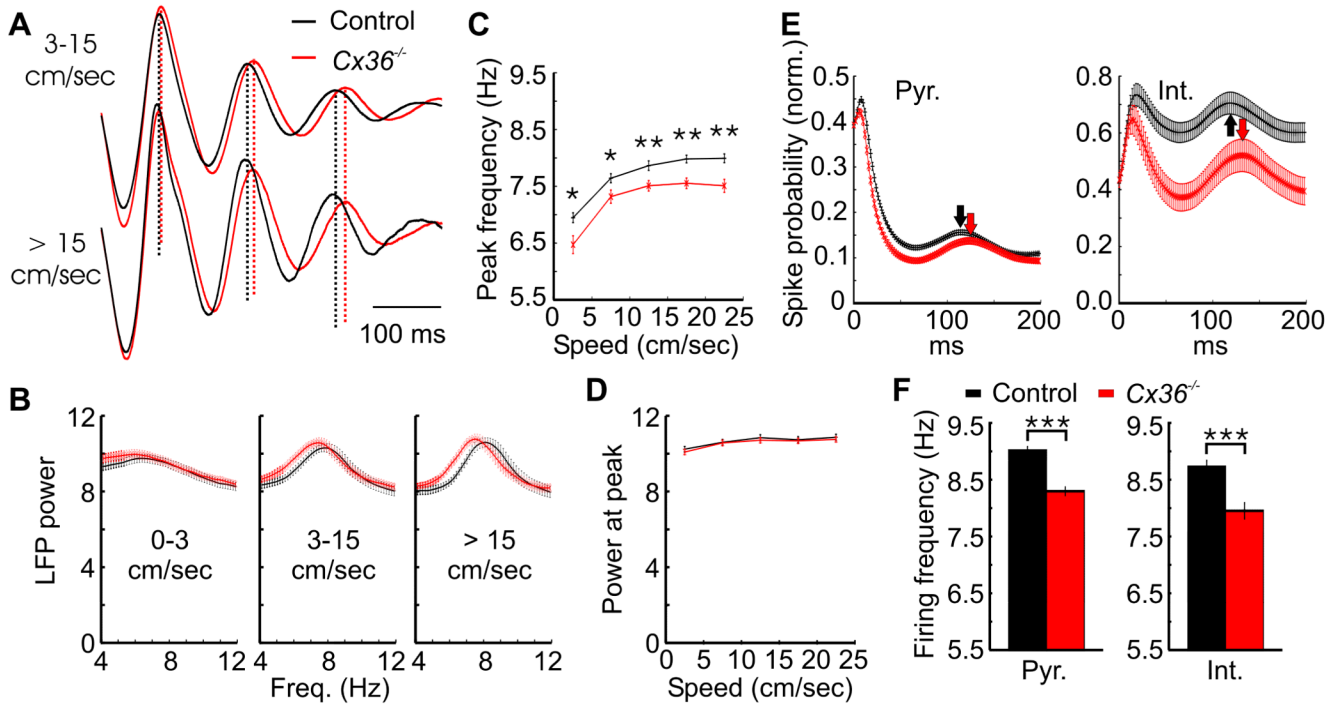 A
3-15
cm/sec
> 15
cm/sec
Control
Cx36-/-
100 ms
C
Peak frequency (Hz)
9.5
8.5
7.5
6.5
5.5
* * ** ** **
0 5 10 15 20 25
Speed (cm/sec)
E
Spike probability (norm.)
0.5
0.4
0.3
0.2
0.1
0
Pyr.
0 100 200
ms
0.8
0.6
0.4
0.2
0.0
Int.
0 100 200
ms
B
LFP power
12
10
8
6
4
2
0
0-3
cm/sec
3-15
cm/sec
> 15
cm/sec
4 8 12
4 8 12
4 8 12
Freq. (Hz)
D
Power at peak
12
10
8
6
4
2
0
0 5 10 15 20 25
Speed (cm/sec)
F
Control
Cx36-/-
Firing frequency (Hz)
9.5
8.5
7.5
6.5
5.5
***
Pyr.
9.5
8.5
7.5
6.5
5.5
***
Int.